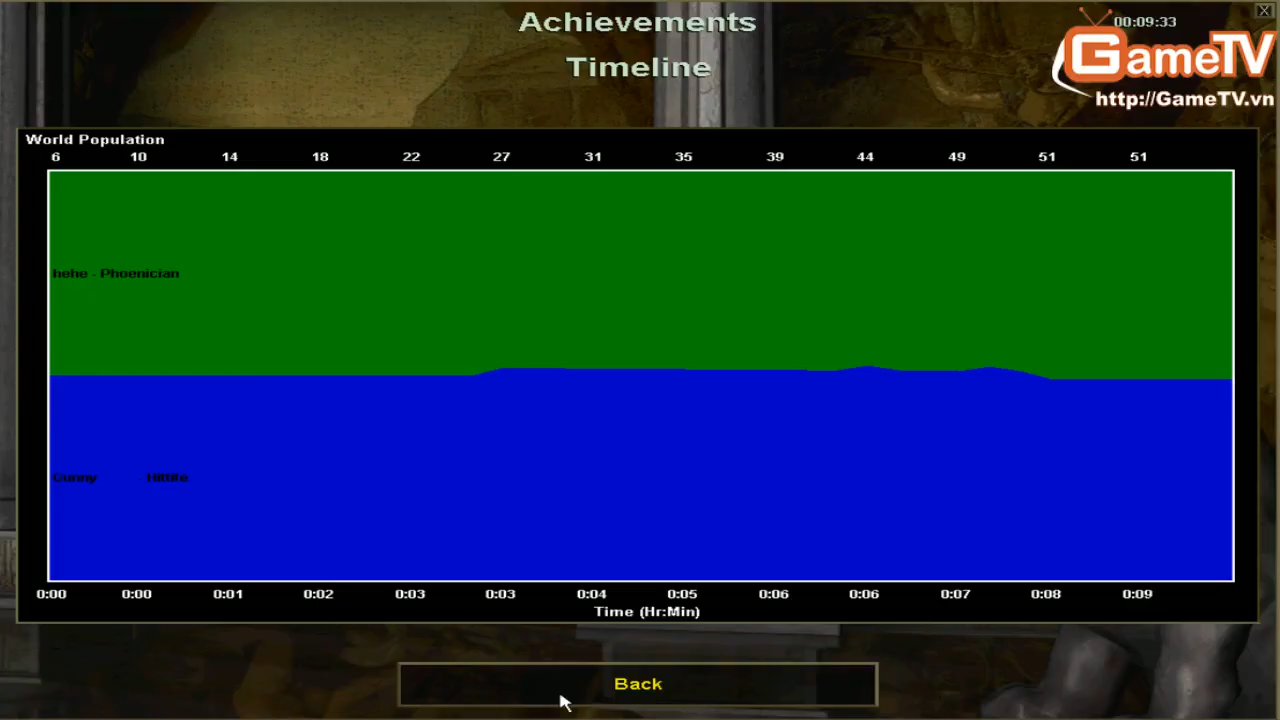 Achievements
00:09:33
X
Timeline
GameTV
http://GameTV.vn
World Population
6 10 14 18 22 27 31 35 39 44 49 51 51
hehe - Phoenician
Gunny - Hittite
0:00 0:00 0:01 0:02 0:03 0:03 0:04 0:05 0:06 0:06 0:07 0:08 0:09
Time (Hr:Min)
Back